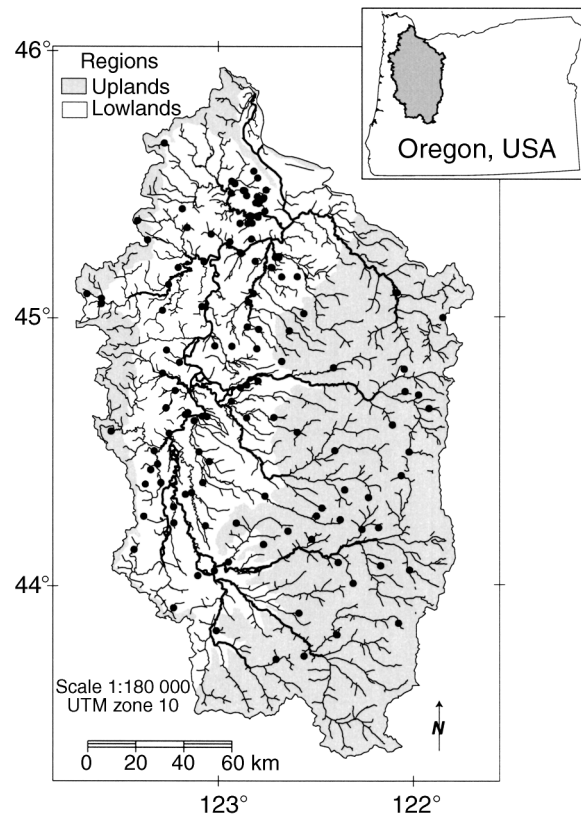 46°
Regions
Uplands
Lowlands
Oregon, USA
45°
44°
Scale 1:180 000
UTM zone 10
N
0 20 40 60 km
123°
122°